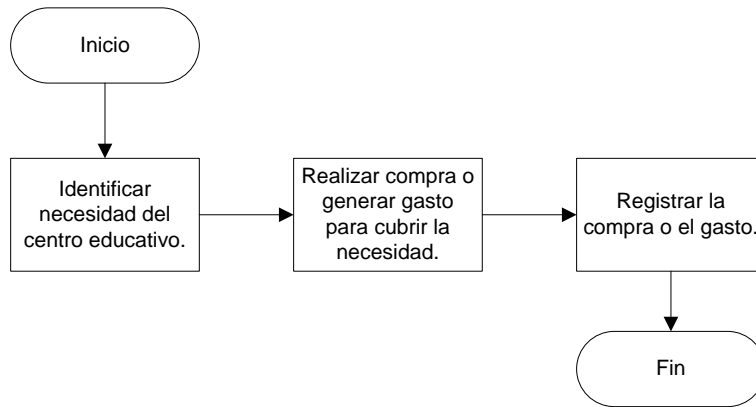 Inicio
Identificar
necesidad del
centro educativo.
Realizar compra o
generar gasto
para cubrir la
necesidad.
Registrar la
compra o el gasto.
Fin